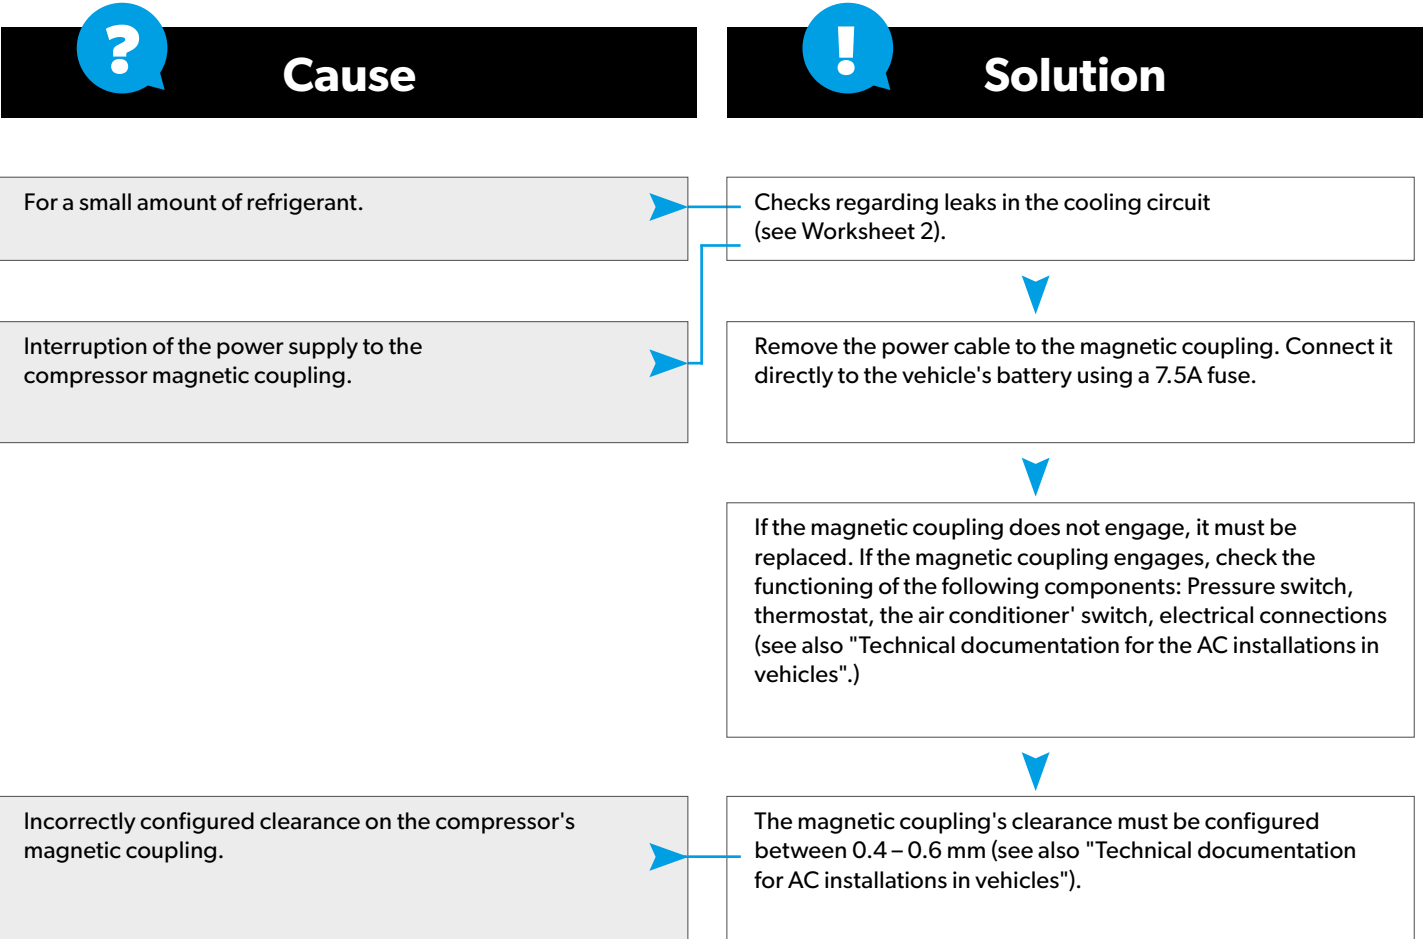 ?
Cause
!
Solution
For a small amount of refrigerant.
Checks regarding leaks in the cooling circuit
(see Worksheet 2).
Interruption of the power supply to the
compressor magnetic coupling.
Remove the power cable to the magnetic coupling. Connect it
directly to the vehicle's battery using a 7.5A fuse.
If the magnetic coupling does not engage, it must be
replaced. If the magnetic coupling engages, check the
functioning of the following components: Pressure switch,
thermostat, the air conditioner' switch, electrical connections
(see also "Technical documentation for the AC installations in
vehicles".)
Incorrectly configured clearance on the compressor's
magnetic coupling.
The magnetic coupling's clearance must be configured
between 0.4 – 0.6 mm (see also "Technical documentation
for AC installations in vehicles").